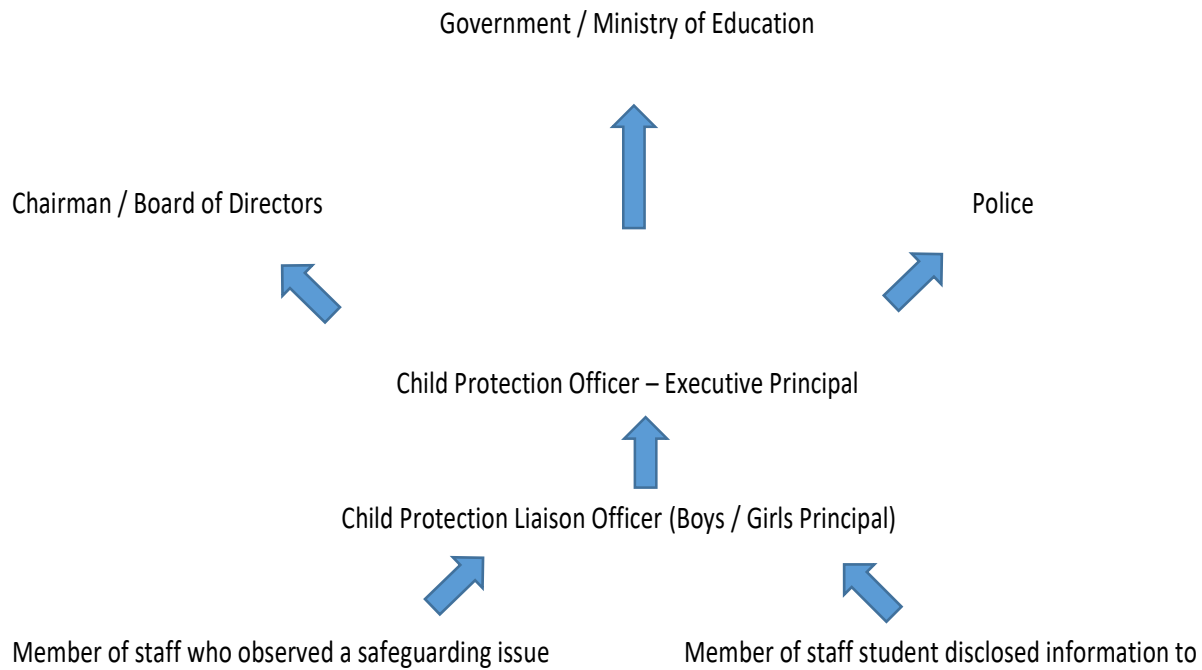 Government / Ministry of Education
Chairman / Board of Directors
Police
Child Protection Officer – Executive Principal
Child Protection Liaison Officer (Boys / Girls Principal)
Member of staff who observed a safeguarding issue
Member of staff student disclosed information to